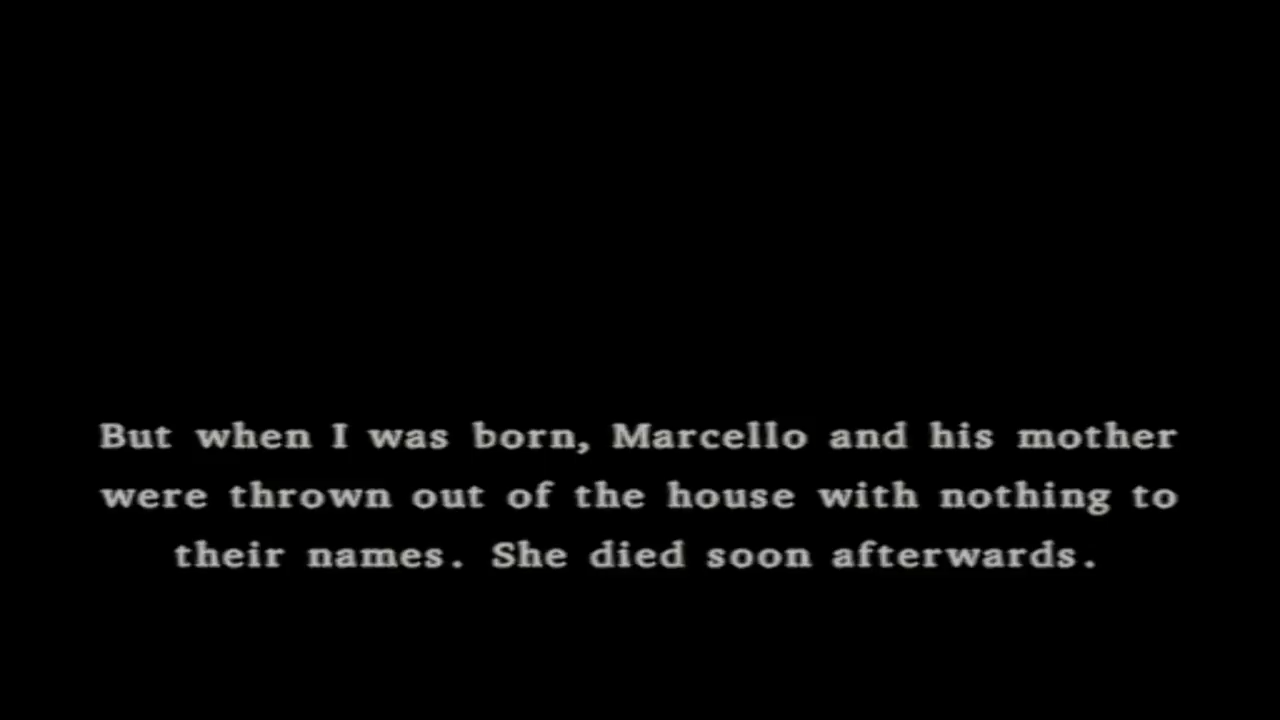 But when I was born, Marcello and his mother
were thrown out of the house with nothing to
their names. She died soon afterwards.